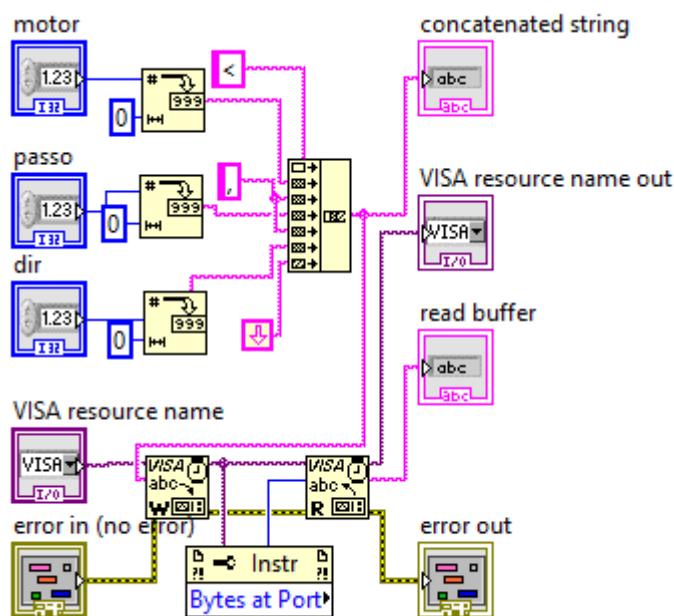 motor
concatenated string
1.23
I32
0
#
999
<
abc
abc
passo
,
VISA resource name out
1.23
I32
0
#
999
VISA
I/O
dir
1.23
I32
0
#
999
read buffer
abc
abc
VISA resource name
VISA
I/O
VISA
abc
W
VISA
abc
R
error in (no error)
error out
?!
Instr
?!
Bytes at Port